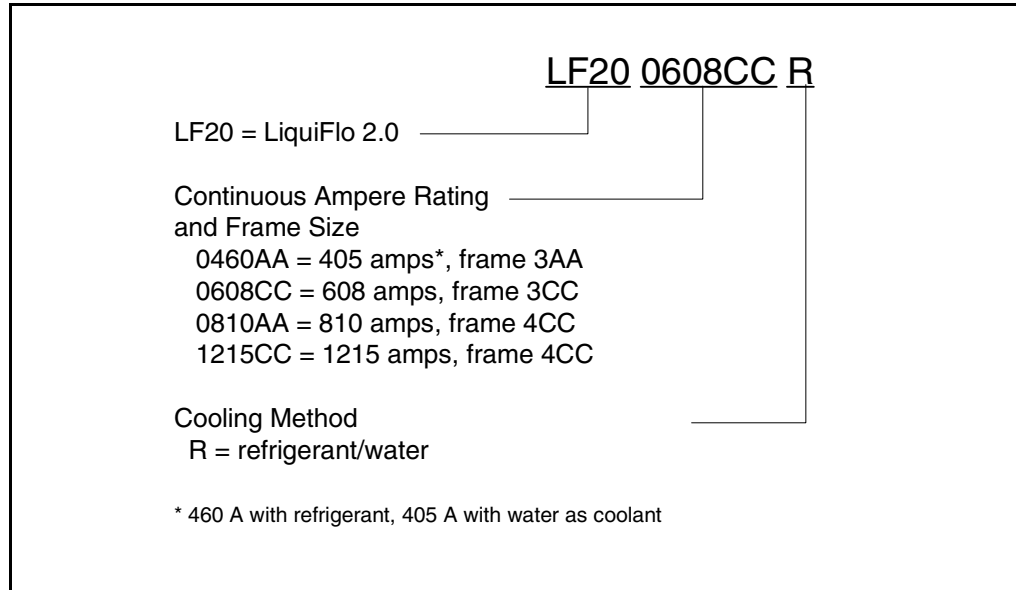 LF20 0608CC R
LF20 = LiquiFlo 2.0
Continuous Ampere Rating
and Frame Size
0460AA = 405 amps*, frame 3AA
0608CC = 608 amps, frame 3CC
0810AA = 810 amps, frame 4CC
1215CC = 1215 amps, frame 4CC
Cooling Method
R = refrigerant/water
* 460 A with refrigerant, 405 A with water as coolant